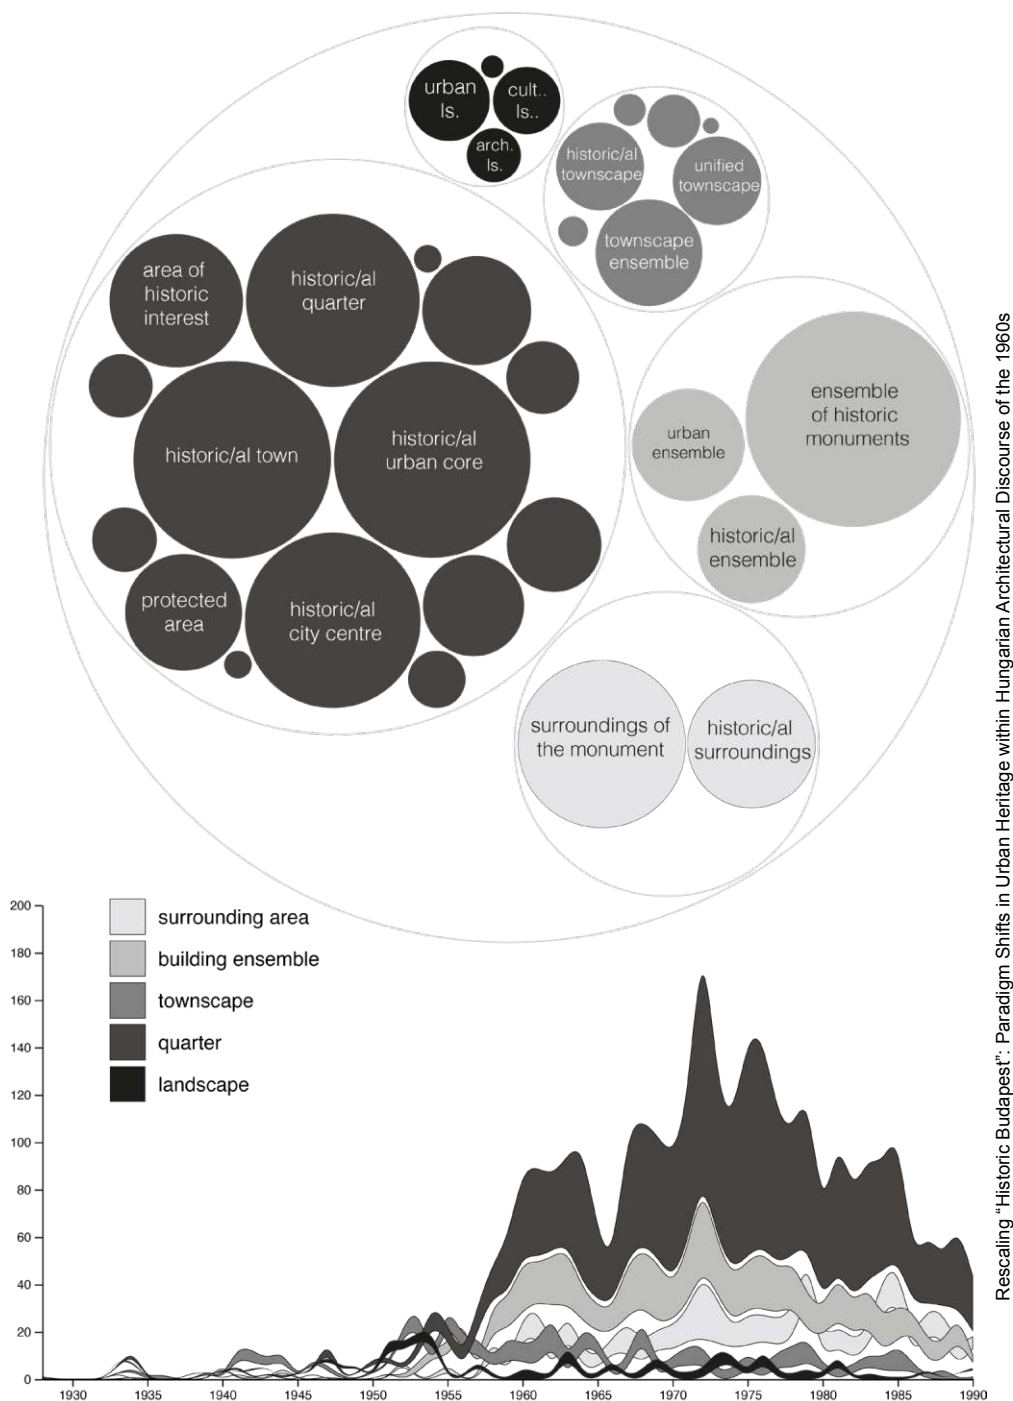 urban
ls.
cult..
ls..
arch.
ls.
historic/al
townscape
unified
townscape
townscape
ensemble
area of
historic
interest
historic/al
quarter
historic/al town
historic/al
urban core
protected
area
historic/al
city centre
ensemble
of historic
monuments
urban
ensemble
historic/al
ensemble
surroundings of
the monument
historic/al
surroundings
Rescaling “Historic Budapest”: Paradigm Shifts in Urban Heritage within Hungarian Architectural Discourse of the 1960s
surrounding area
building ensemble
townscape
quarter
landscape
200
180
160
140
120
100
80
60
40
20
0
1930 1935 1940 1945 1950 1955 1960 1965 1970 1975 1980 1985 1990